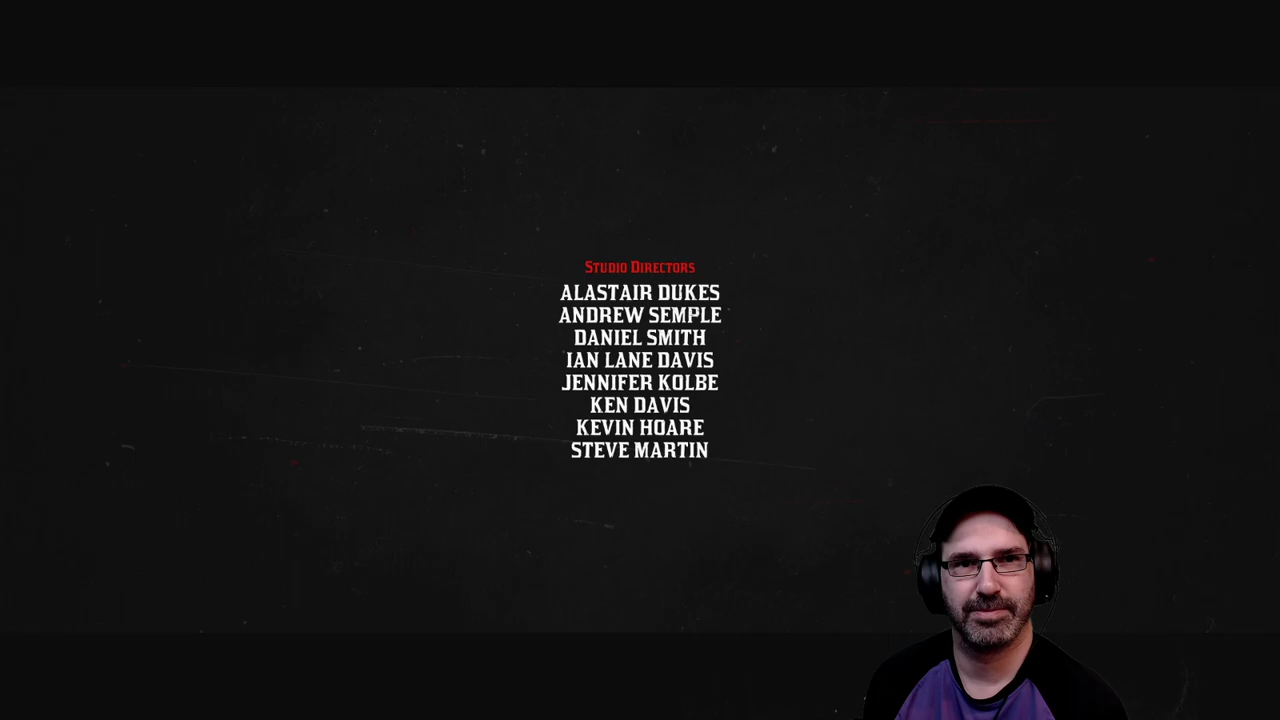 Studio Directors
ALASTAIR DUKES
ANDREW SEMPLE
DANIEL SMITH
IAN LANE DAVIS
JENNIFER KOLBE
KEN DAVIS
KEVIN HOARE
STEVE MARTIN